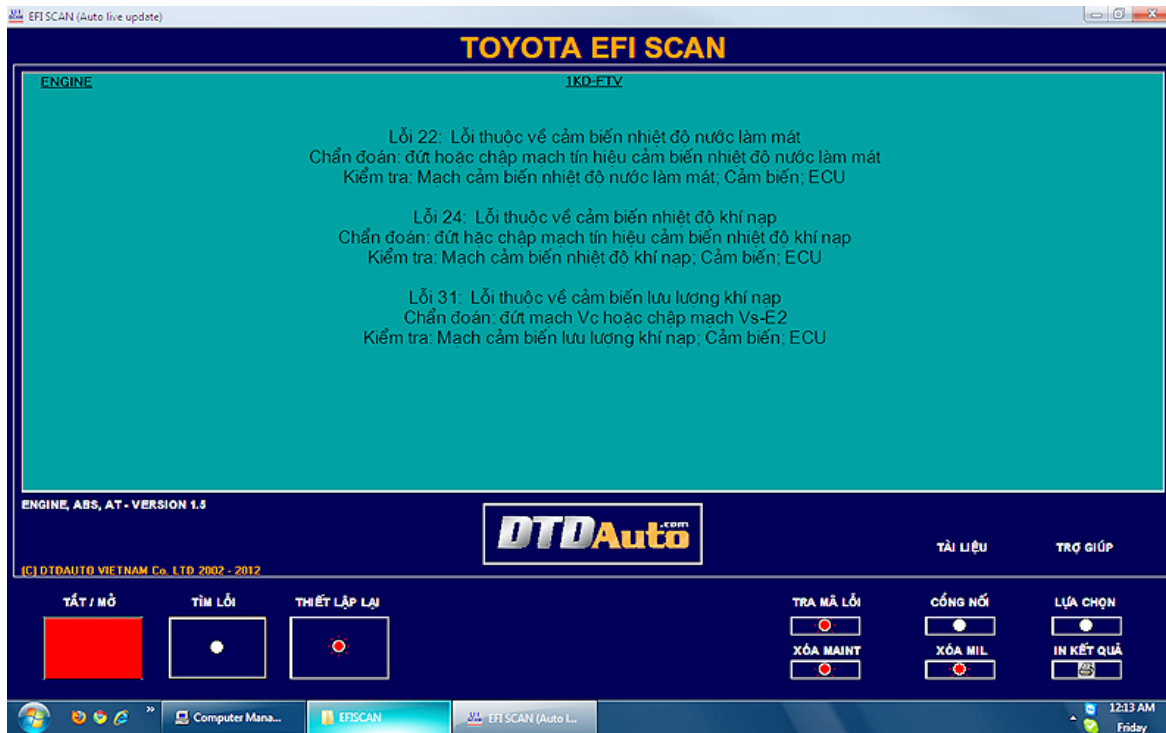 EFI SCAN (Auto live update)
TOYOTA EFI SCAN
ENGINE
1KD-FTV
Lỗi 22: Lỗi thuộc về cảm biến nhiệt độ nước làm mát
Chẩn đoán: đứt hoặc chập mạch tín hiệu cảm biến nhiệt độ nước làm mát
Kiểm tra: Mạch cảm biến nhiệt độ nước làm mát; Cảm biến; ECU
Lỗi 24: Lỗi thuộc về cảm biến nhiệt độ khí nạp
Chẩn đoán: đứt hặc chập mạch tín hiệu cảm biến nhiệt độ khí nạp
Kiểm tra: Mạch cảm biến nhiệt độ khí nạp; Cảm biến; ECU
Lỗi 31: Lỗi thuộc về cảm biến lưu lượng khí nạp
Chẩn đoán: đứt mạch Vc hoặc chập mạch Vs-E2
Kiểm tra: Mạch cảm biến lưu lượng khí nạp; Cảm biến; ECU
ENGINE, ABS, AT - VERSION 1.5
DTDAuto.com
TÀI LIỆU
TRỢ GIÚP
(C) DTDAUTO VIETNAM Co. LTD 2002 - 2012
TẮT / MỞ
TÌM LỖI
THIẾT LẬP LẠI
TRA MÃ LỖI
CỔNG NỐI
LỰA CHỌN
XÓA MAINT
XÓA MIL
IN KẾT QUẢ
Computer Mana...
EFISCAN
EFI SCAN (Auto l...
12:13 AM
Friday